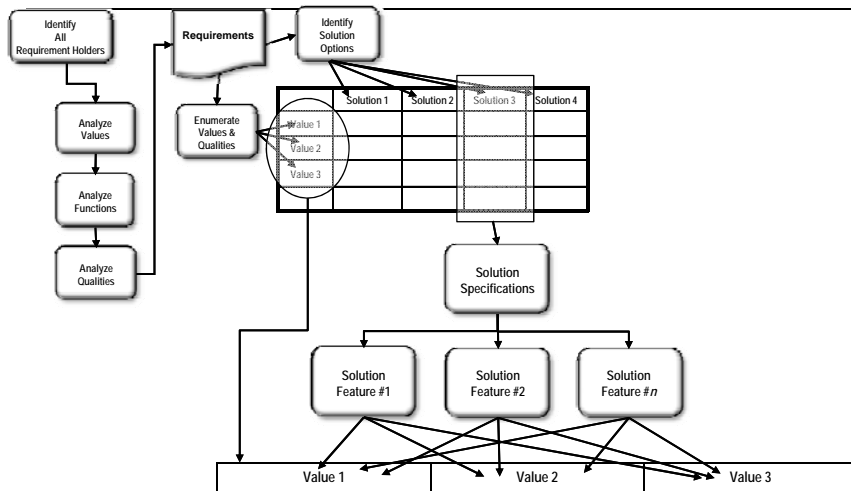 Identify
All
Requirement Holders
Analyze
Values
Analyze
Functions
Analyze
Qualities
Requirements
Enumerate
Values &
Qualities
Identify
Solution
Options
Solution 1 Solution 2 Solution 3 Solution 4
Value 1
Value 2
Value 3
Solution
Specifications
Solution
Feature #1
Solution
Feature #2
Solution
Feature #n
Value 1 Value 2 Value 3